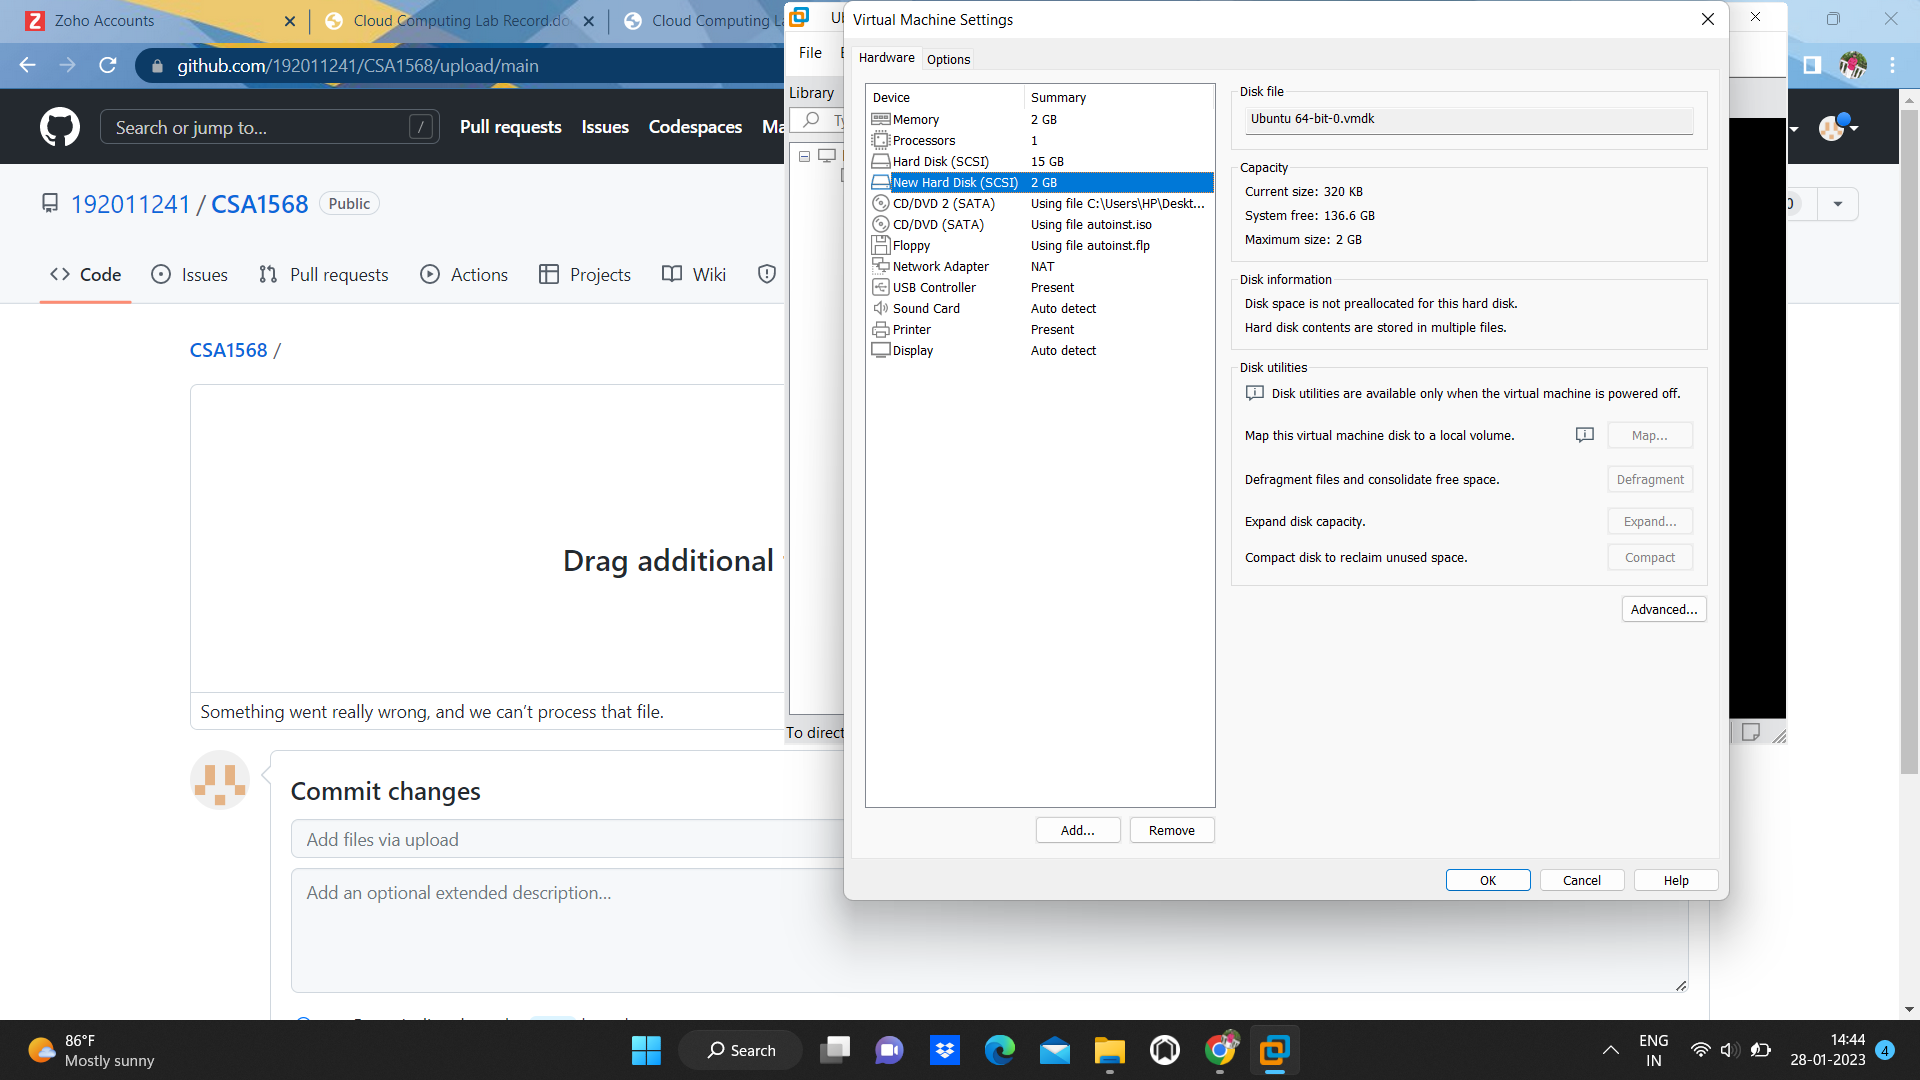 Zoho Accounts
Cloud Computing Lab Record.do
Cloud Computing La
github.com/192011241/CSA1568/upload/main
Search or jump to...
/
Pull requests
Issues
Codespaces
Ma
192011241 / CSA1568
Public
0
Code
Issues
Pull requests
Actions
Projects
Wiki
CSA1568 /
Drag additional
Something went really wrong, and we can't process that file.
Commit changes
Add files via upload
Add an optional extended description...
File
Library
To direct
Virtual Machine Settings
Hardware
Options
Device Summary
Memory 2 GB
Processors 1
Hard Disk (SCSI) 15 GB
New Hard Disk (SCSI) 2 GB
CD/DVD 2 (SATA) Using file C:\Users\HP\Deskt...
CD/DVD (SATA) Using file autoinst.iso
Floppy Using file autoinst.flp
Network Adapter NAT
USB Controller Present
Sound Card Auto detect
Printer Present
Display Auto detect
Add...
Remove
Disk file
Ubuntu 64-bit-0.vmdk
Capacity
Current size: 320 KB
System free: 136.6 GB
Maximum size: 2 GB
Disk information
Disk space is not preallocated for this hard disk.
Hard disk contents are stored in multiple files.
Disk utilities
Disk utilities are available only when the virtual machine is powered off.
Map this virtual machine disk to a local volume.
Map...
Defragment files and consolidate free space.
Defragment
Expand disk capacity.
Expand...
Compact disk to reclaim unused space.
Compact
Advanced...
OK
Cancel
Help
86°F
Mostly sunny
Search
ENG
IN
14:44
28-01-2023
4